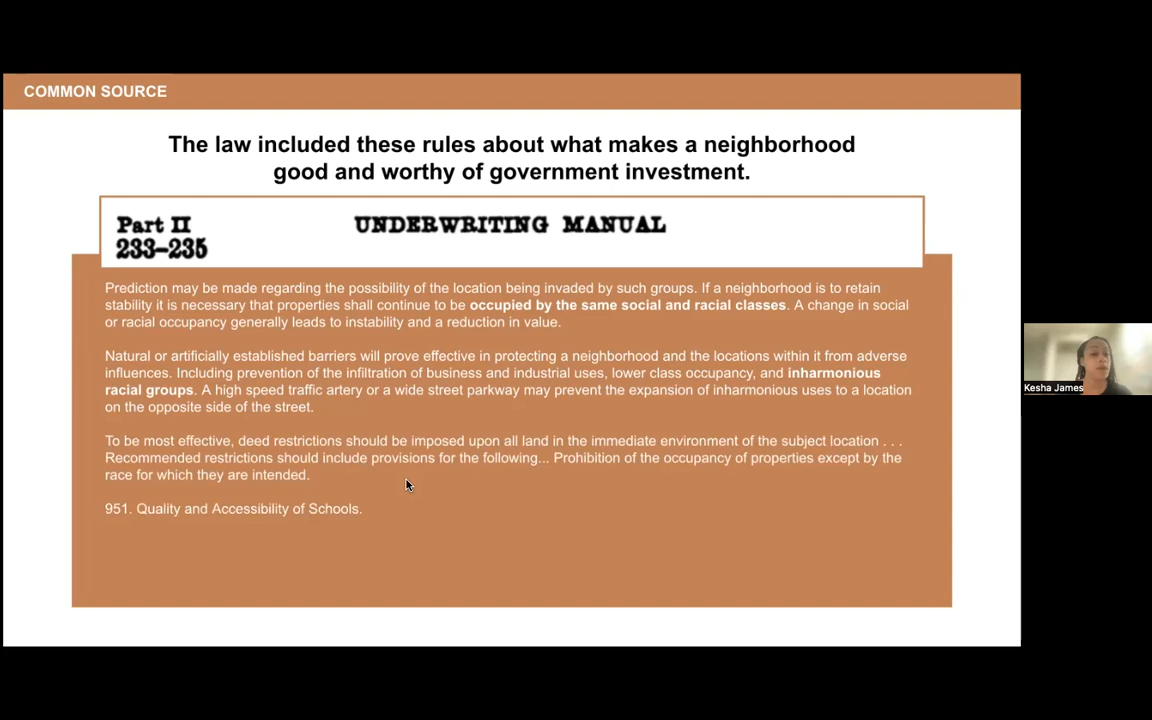 COMMON SOURCE
The law included these rules about what makes a neighborhood
good and worthy of government investment.
Part II
233–235
UNDERWRITING MANUAL
Prediction may be made regarding the possibility of the location being invaded by such groups. If a neighborhood is to retain
stability it is necessary that properties shall continue to be occupied by the same social and racial classes. A change in social
or racial occupancy generally leads to instability and a reduction in value.
Natural or artificially established barriers will prove effective in protecting a neighborhood and the locations within it from adverse
influences. Including prevention of the infiltration of business and industrial uses, lower class occupancy, and inharmonious
racial groups. A high speed traffic artery or a wide street parkway may prevent the expansion of inharmonious uses to a location
on the opposite side of the street.
To be most effective, deed restrictions should be imposed upon all land in the immediate environment of the subject location . . .
Recommended restrictions should include provisions for the following... Prohibition of the occupancy of properties except by the
race for which they are intended.
951. Quality and Accessibility of Schools.
Kesha James